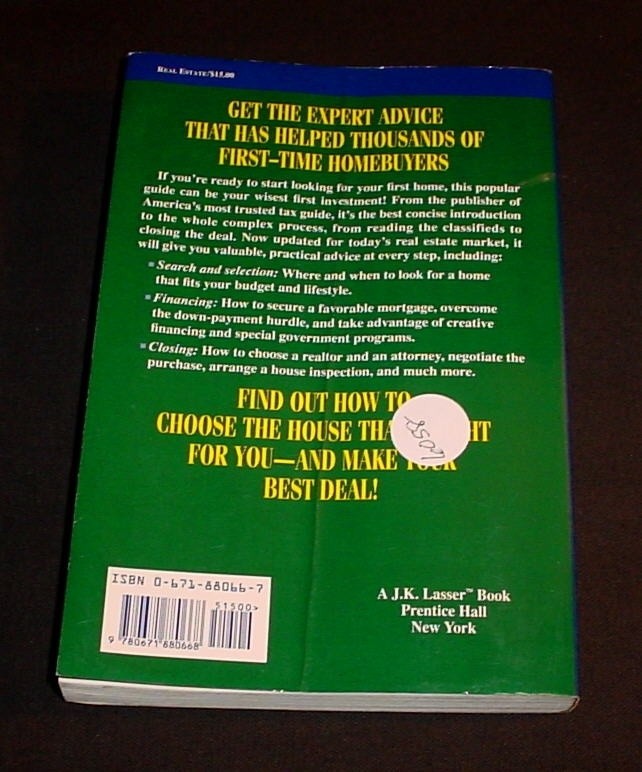 REAL ESTATE/$15.00
GET THE EXPERT ADVICE
THAT HAS HELPED THOUSANDS OF
FIRST–TIME HOMEBUYERS
If you're ready to start looking for your first home, this popular
guide can be your wisest first investment! From the publisher of
America's most trusted tax guide, it's the best concise introduction
to the whole complex process, from reading the classifieds to
closing the deal. Now updated for today's real estate market, it
will give you valuable, practical advice at every step, including:
▪ Search and selection: Where and when to look for a home
that fits your budget and lifestyle.
▪ Financing: How to secure a favorable mortgage, overcome
the down-payment hurdle, and take advantage of creative
financing and special government programs.
▪ Closing: How to choose a realtor and an attorney, negotiate the
purchase, arrange a house inspection, and much more.
FIND OUT HOW TO
CHOOSE THE HOUSE
FOR YOU—AND MAKE
BEST DEAL!
ISBN 0-671-88066-7
51500>
9 780671 880668
A J.K. Lasser™ Book
Prentice Hall
New York